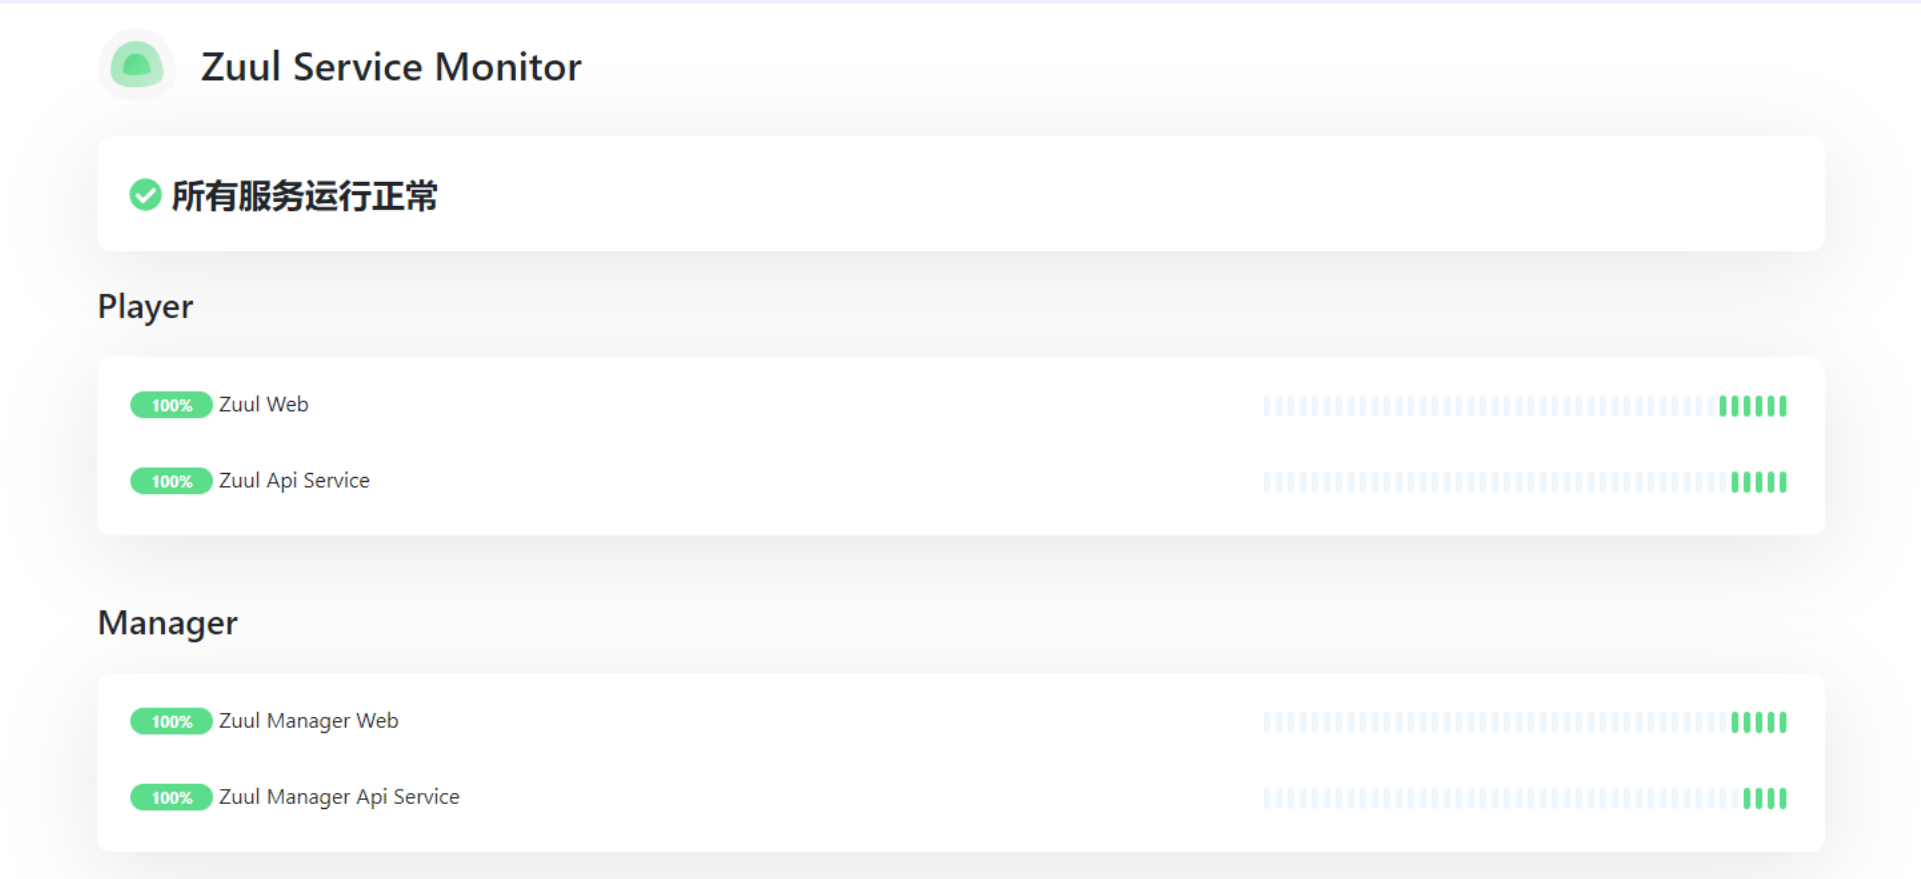 Zuul Service Monitor
所有服务运行正常
Player
100% Zuul Web
100% Zuul Api Service
Manager
100% Zuul Manager Web
100% Zuul Manager Api Service